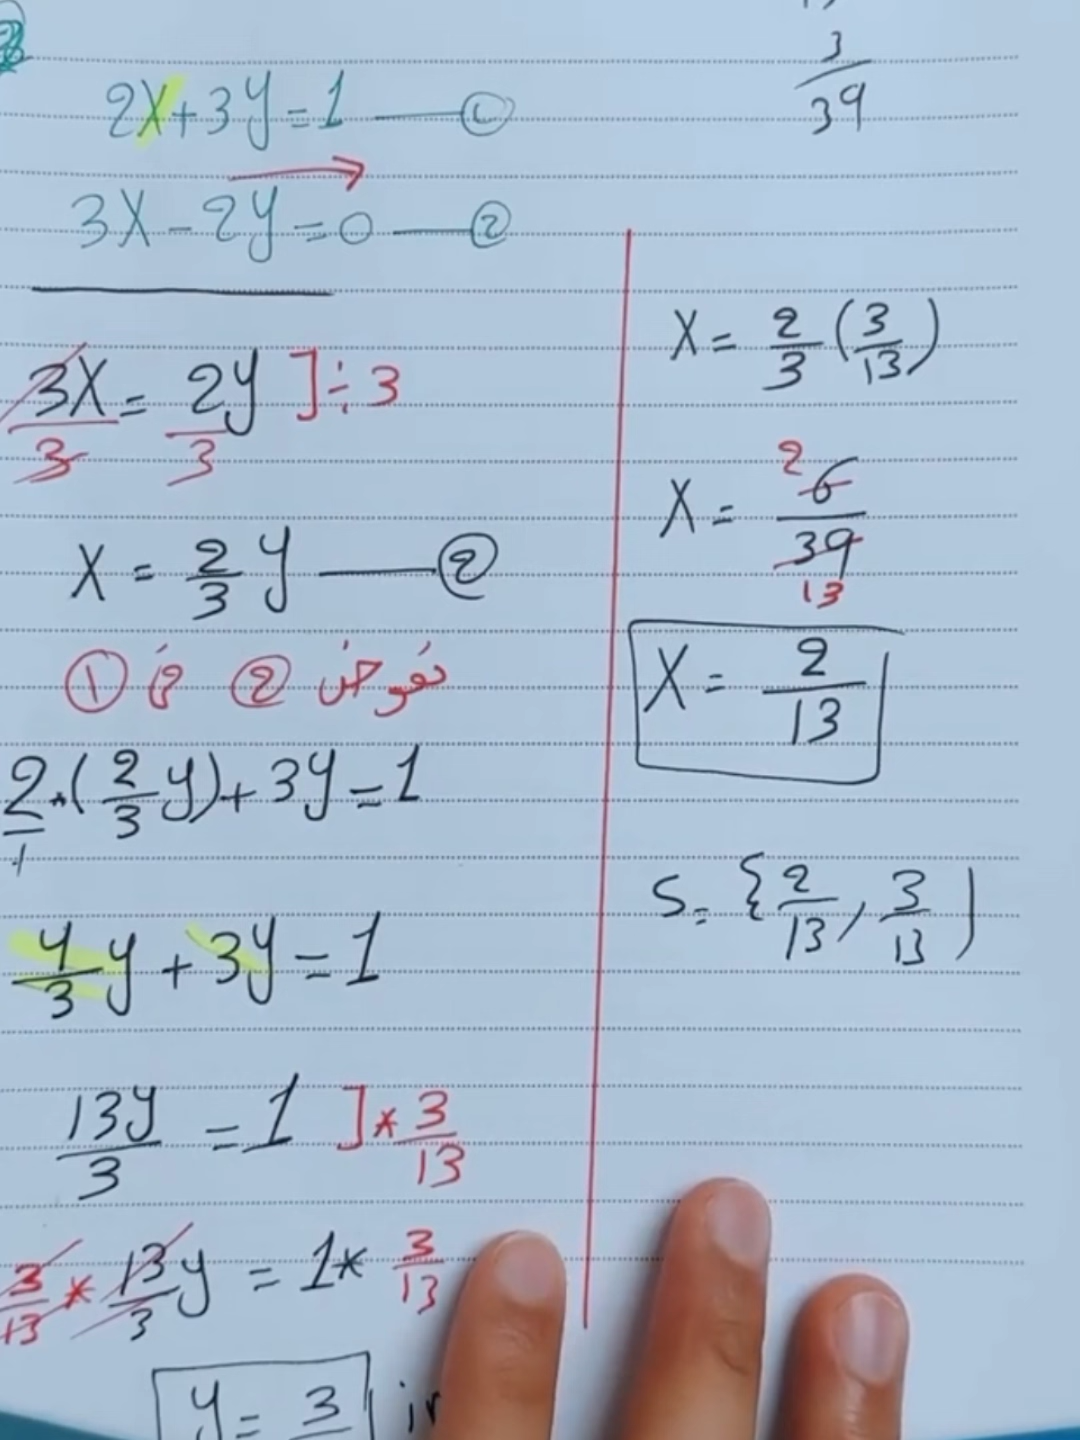 2X+3y=1 —— ①
3X-2y=0 —— ②
3X/3 = 2y/3 ]÷3
X = 2/3 y —— ②
نعوض ② في ①
2/1 * (2/3 y) + 3y = 1
4/3 y + 3y = 1
13y/3 = 1 ] * 3/13
3/13 * 13/3 y = 1 * 3/13
y = 3
3/39
X = 2/3 (3/13)
X = 6/39 2 13
X = 2/13
S = {2/13, 3/13)